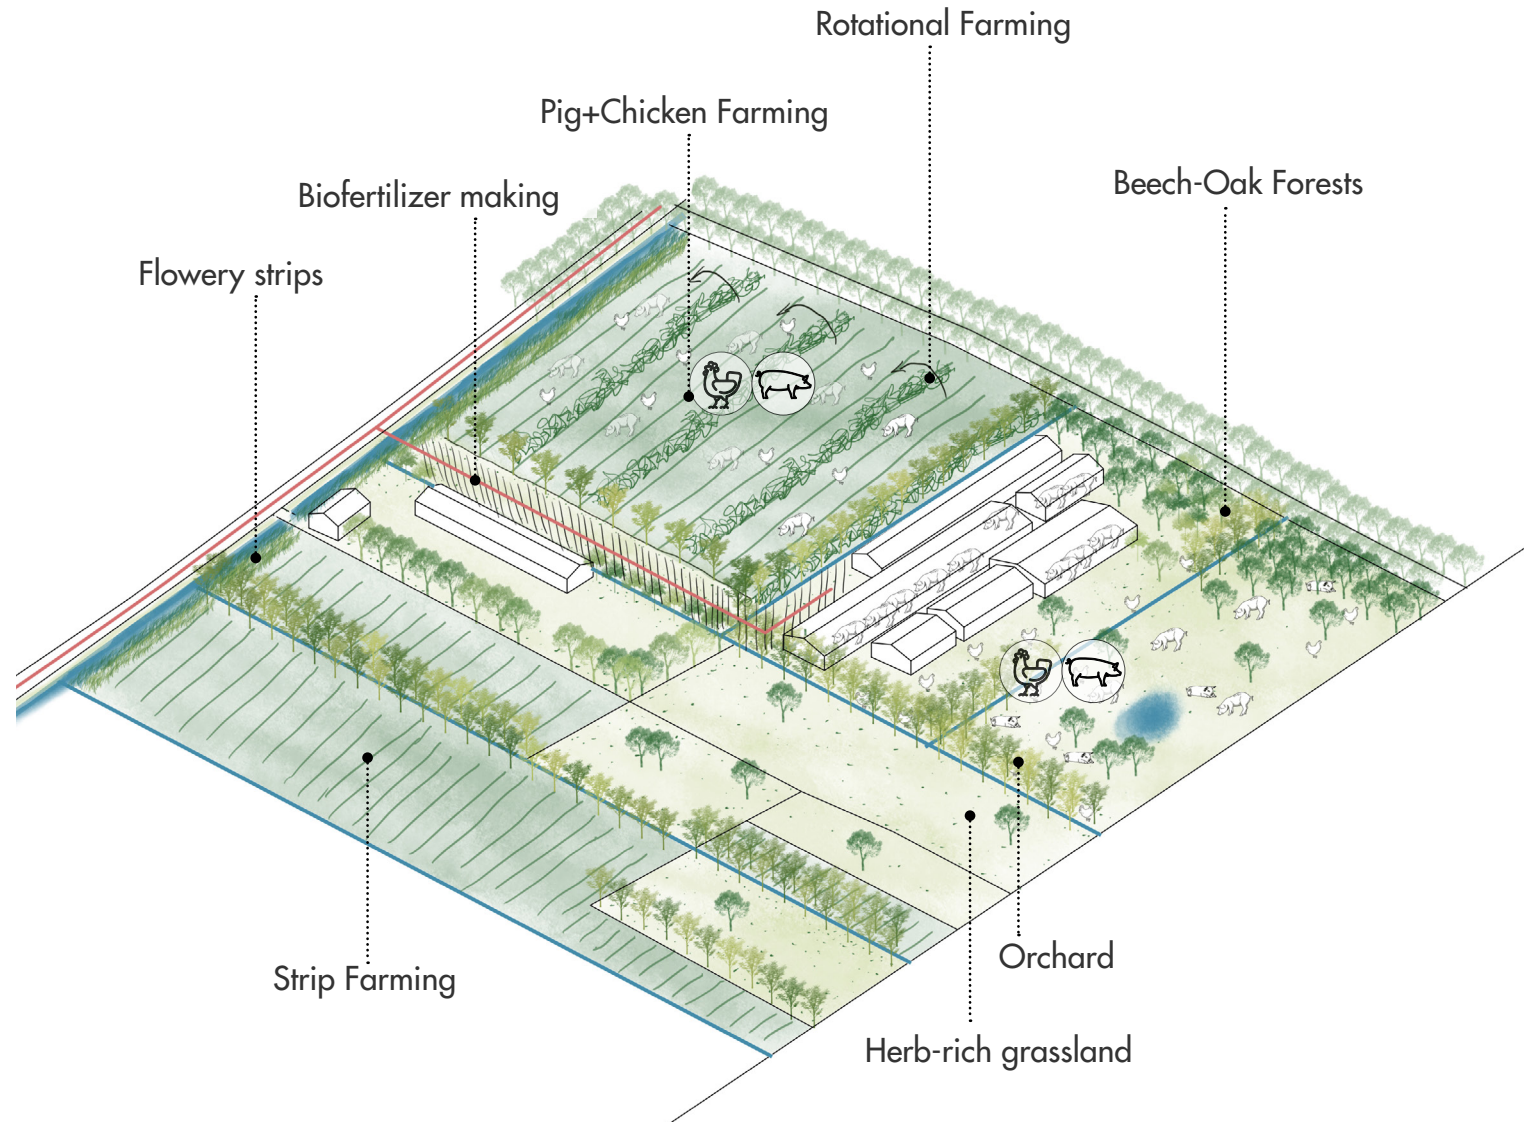 Rotational Farming
Pig+Chicken Farming
Beech-Oak Forests
Biofertilizer making
Flowery strips
Orchard
Strip Farming
Herb-rich grassland